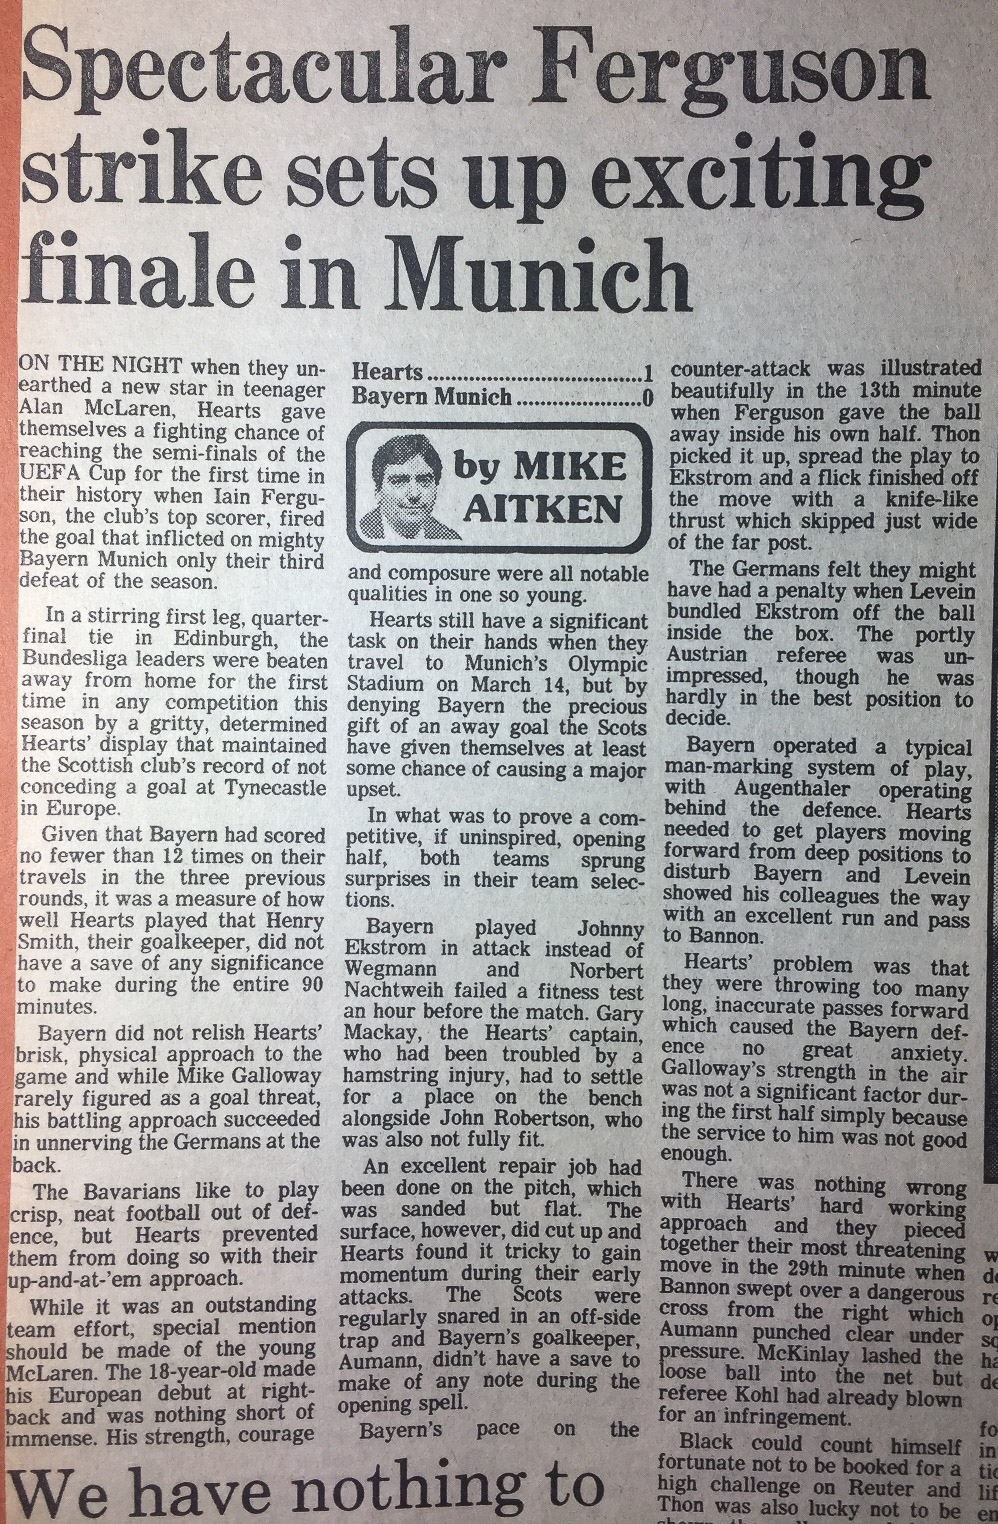 Spectacular Ferguson
strike sets up exciting
finale in Munich
ON THE NIGHT when they un-
earthed a new star in teenager
Alan McLaren, Hearts gave
themselves a fighting chance of
reaching the semi-finals of the
UEFA Cup for the first time in
their history when Iain Fergu-
son, the club's top scorer, fired
the goal that inflicted on mighty
Bayern Munich only their third
defeat of the season.
In a stirring first leg, quarter-
final tie in Edinburgh, the
Bundesliga leaders were beaten
away from home for the first
time in any competition this
season by a gritty, determined
Hearts' display that maintained
the Scottish club's record of not
conceding a goal at Tynecastle
in Europe.
Given that Bayern had scored
no fewer than 12 times on their
travels in the three previous
rounds, it was a measure of how
well Hearts played that Henry
Smith, their goalkeeper, did not
have a save of any significance
to make during the entire 90
minutes.
Bayern did not relish Hearts'
brisk, physical approach to the
game and while Mike Galloway
rarely figured as a goal threat,
his battling approach succeeded
in unnerving the Germans at the
back.
The Bavarians like to play
crisp, neat football out of def-
ence, but Hearts prevented
them from doing so with their
up-and-at-'em approach.
While it was an outstanding
team effort, special mention
should be made of the young
McLaren. The 18-year-old made
his European debut at right-
back and was nothing short of
immense. His strength, courage
Hearts....................................1
Bayern Munich .....................0
by MIKE
AITKEN
and composure were all notable
qualities in one so young.
Hearts still have a significant
task on their hands when they
travel to Munich's Olympic
Stadium on March 14, but by
denying Bayern the precious
gift of an away goal the Scots
have given themselves at least
some chance of causing a major
upset.
In what was to prove a com-
petitive, if uninspired, opening
half, both teams sprung
surprises in their team selec-
tions.
Bayern played Johnny
Ekstrom in attack instead of
Wegmann and Norbert
Nachtweih failed a fitness test
an hour before the match. Gary
Mackay, the Hearts' captain,
who had been troubled by a
hamstring injury, had to settle
for a place on the bench
alongside John Robertson, who
was also not fully fit.
An excellent repair job had
been done on the pitch, which
was sanded but flat. The
surface, however, did cut up and
Hearts found it tricky to gain
momentum during their early
attacks. The Scots were
regularly snared in an off-side
trap and Bayern's goalkeeper,
Aumann, didn't have a save to
make of any note during the
opening spell.
Bayern's pace on the
counter-attack was illustrated
beautifully in the 13th minute
when Ferguson gave the ball
away inside his own half. Thon
picked it up, spread the play to
Ekstrom and a flick finished off
the move with a knife-like
thrust which skipped just wide
of the far post.
The Germans felt they might
have had a penalty when Levein
bundled Ekstrom off the ball
inside the box. The portly
Austrian referee was un-
impressed, though he was
hardly in the best position to
decide.
Bayern operated a typical
man-marking system of play,
with Augenthaler operating
behind the defence. Hearts
needed to get players moving
forward from deep positions to
disturb Bayern and Levein
showed his colleagues the way
with an excellent run and pass
to Bannon.
Hearts' problem was that
they were throwing too many
long, inaccurate passes forward
which caused the Bayern def-
ence no great anxiety.
Galloway's strength in the air
was not a significant factor dur-
ing the first half simply because
the service to him was not good
enough.
There was nothing wrong
with Hearts' hard working
approach and they pieced
together their most threatening
move in the 29th minute when
Bannon swept over a dangerous
cross from the right which
Aumann punched clear under
pressure. McKinlay lashed the
loose ball into the net but
referee Kohl had already blown
for an infringement.
Black could count himself
fortunate not to be booked for a
high challenge on Reuter and
Thon was also lucky not to be
We have nothing to